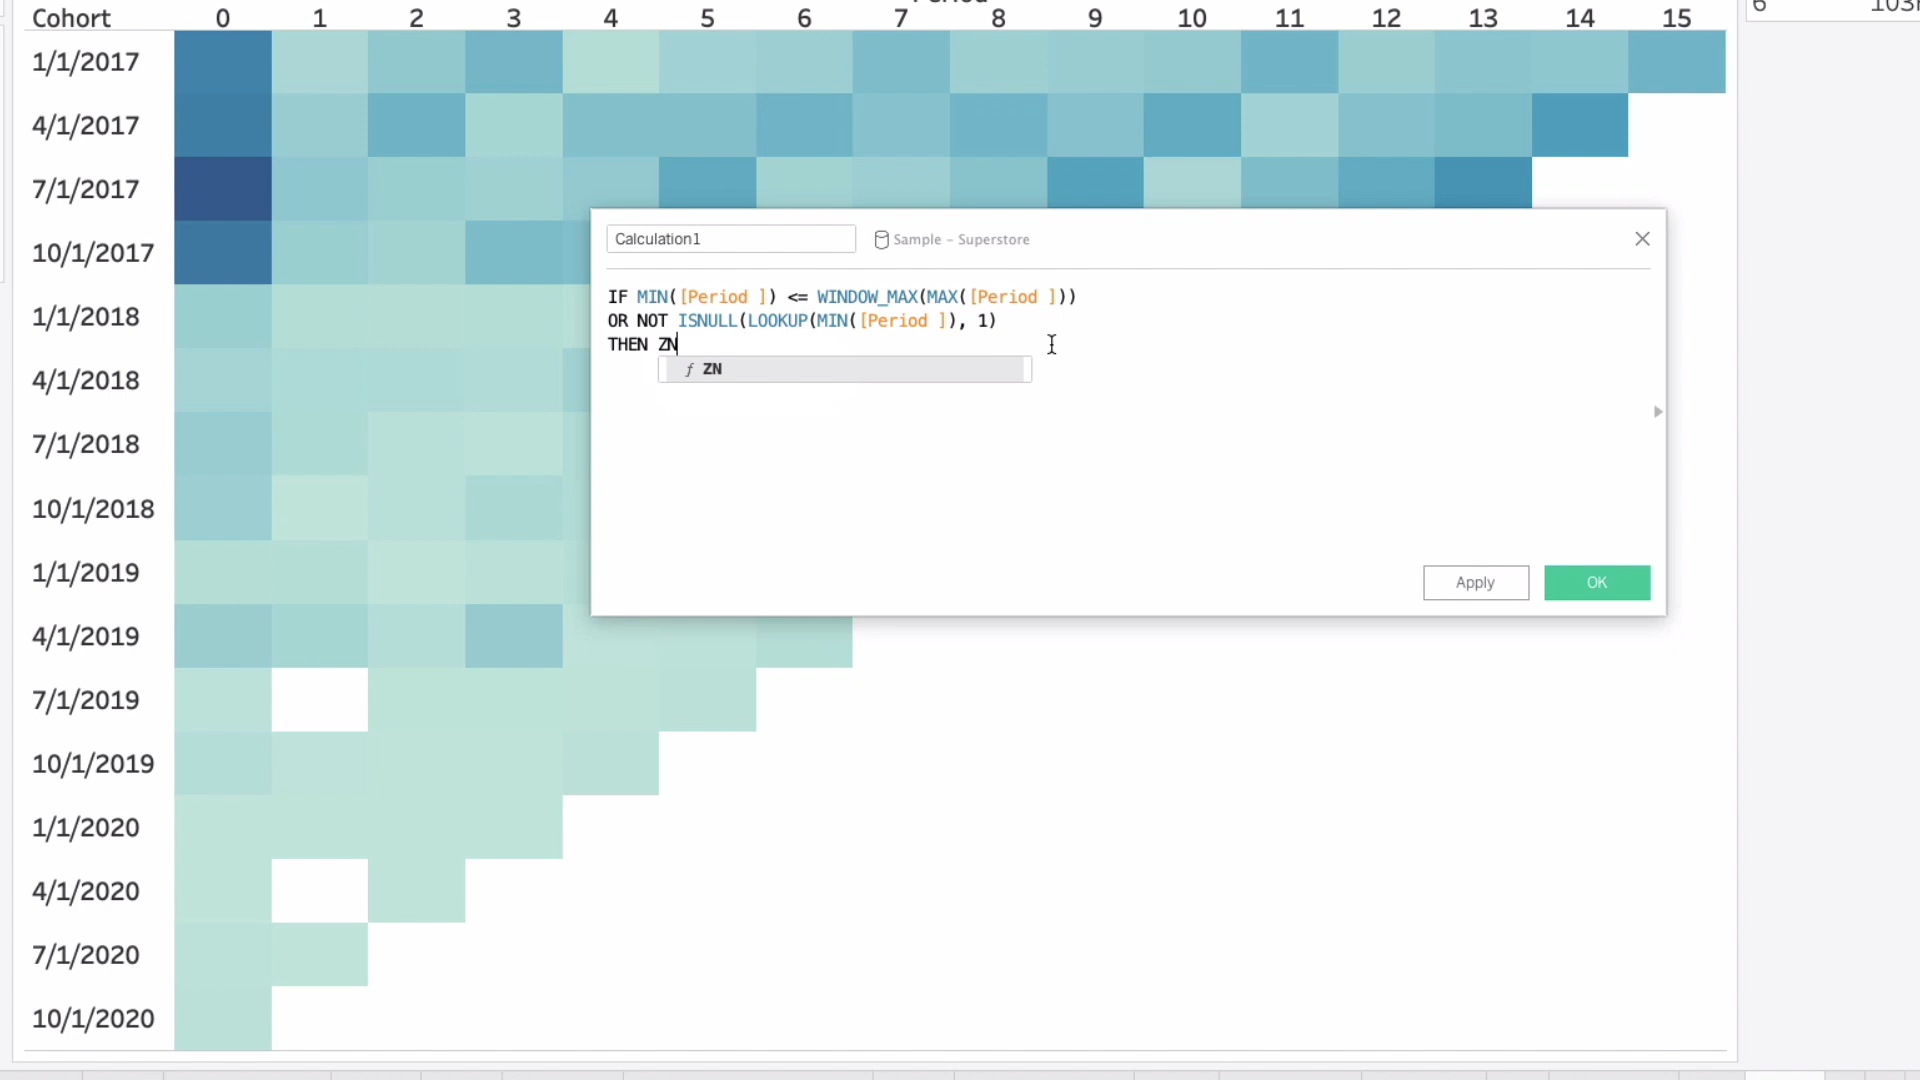 Period
Cohort 0 1 2 3 4 5 6 7 8 9 10 11 12 13 14 15
6
1/1/2017
4/1/2017
7/1/2017
10/1/2017
1/1/2018
4/1/2018
7/1/2018
10/1/2018
1/1/2019
4/1/2019
7/1/2019
10/1/2019
1/1/2020
4/1/2020
7/1/2020
10/1/2020
Calculation1 Sample – Superstore
IF MIN([Period ]) <= WINDOW_MAX(MAX([Period ]))
OR NOT ISNULL(LOOKUP(MIN([Period ]), 1)
THEN ZN
f ZN
Apply OK